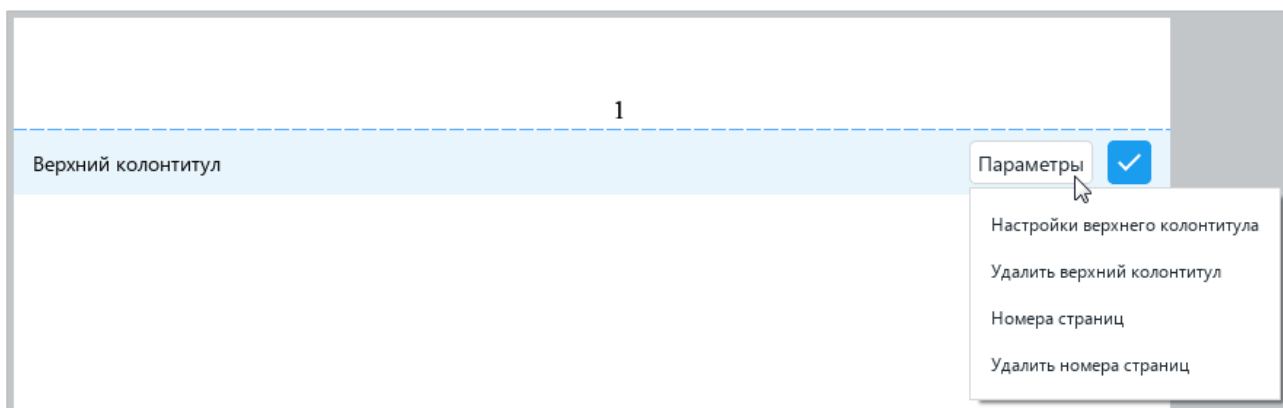 1
Верхний колонтитул
Параметры
Настройки верхнего колонтитула
Удалить верхний колонтитул
Номера страниц
Удалить номера страниц